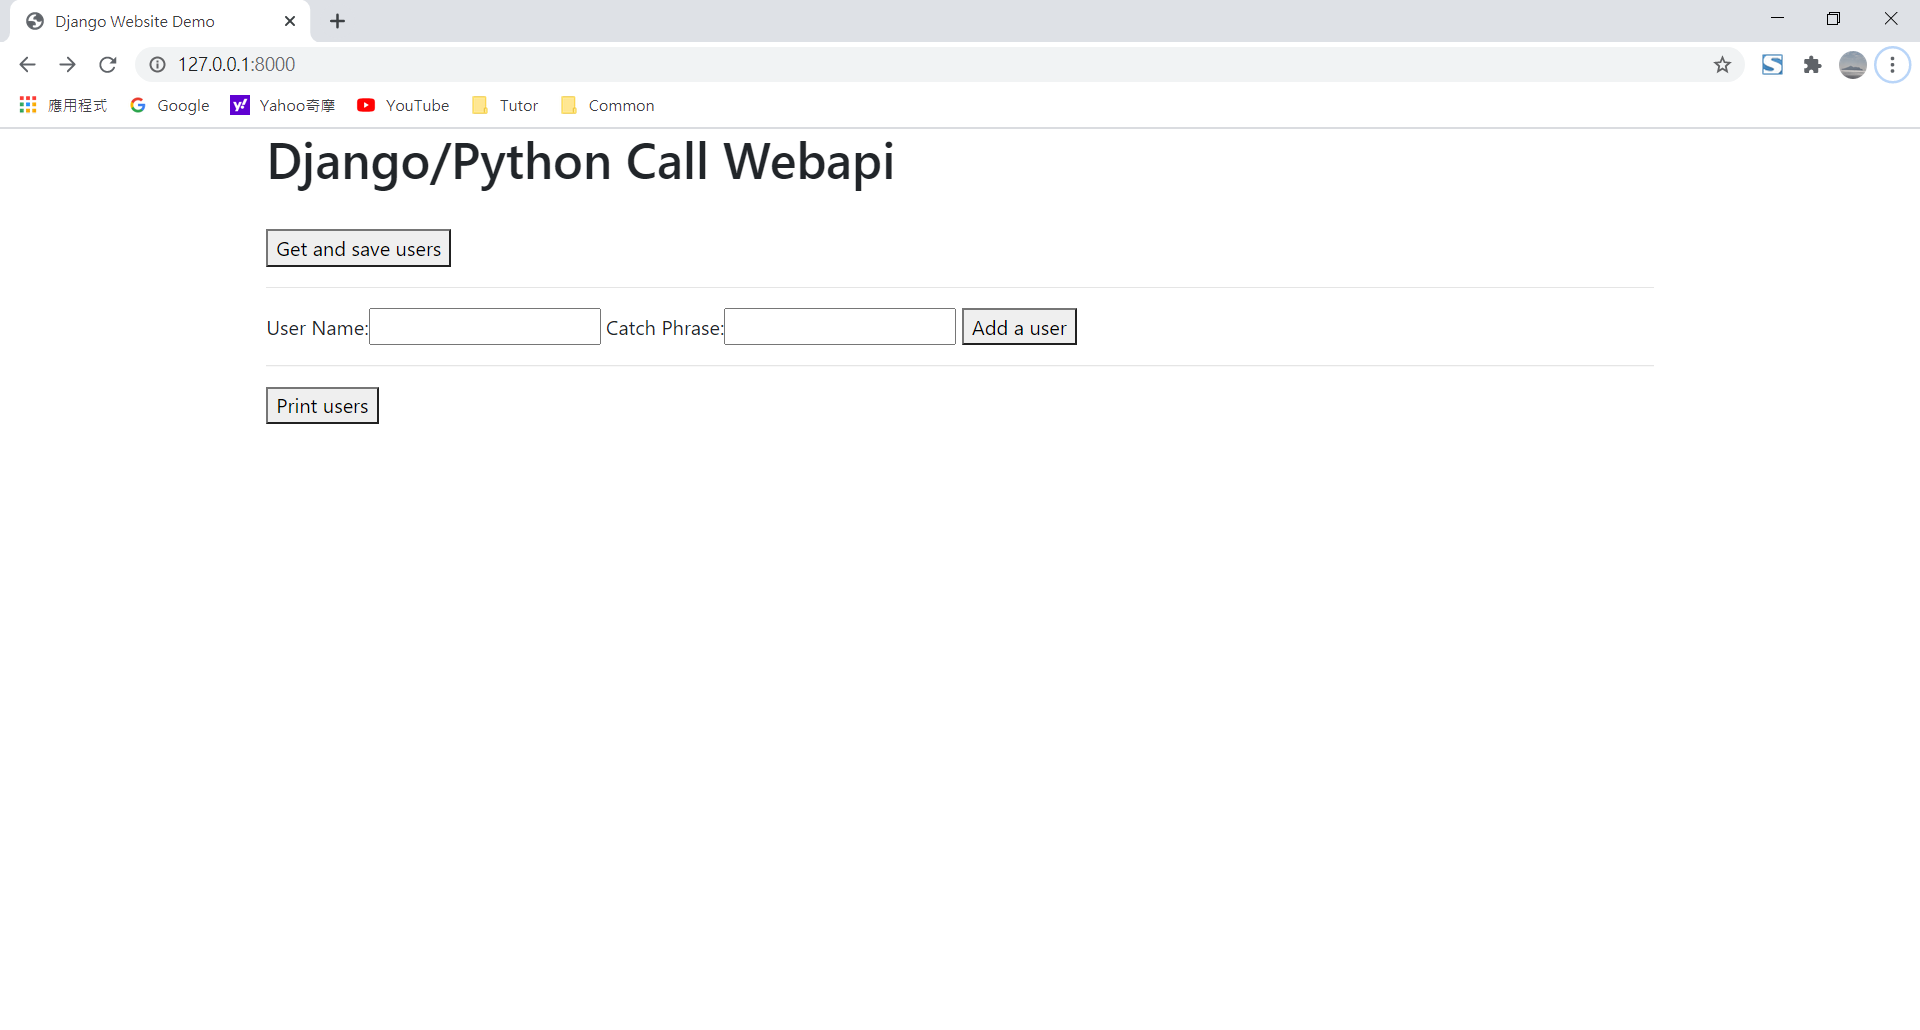 Django Website Demo
127.0.0.1:8000
應用程式 Google Yahoo奇摩 YouTube Tutor Common
Django/Python Call Webapi
Get and save users
User Name: Catch Phrase: Add a user
Print users